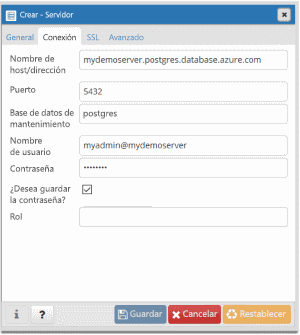 Crear - Servidor
General Conexión SSL Avanzado
Nombre de
host/dirección
mydemoserver.postgres.database.azure.com
Puerto
5432
Base de datos de
mantenimiento
postgres
Nombre
de usuario
myadmin@mydemoserver
Contraseña
••••••••
¿Desea guardar
la contraseña?
Rol
i ? Guardar Cancelar Restablecer